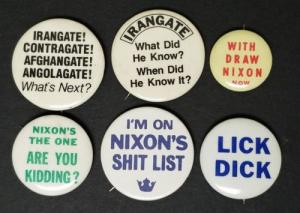 IRANGATE!
CONTRAGATE!
AFGHANGATE!
ANGOLAGATE!
What's Next?
IRANGATE
What Did
He Know?
When Did
He Know It?
WITH
DRAW
NIXON
NOW
NIXON'S
THE ONE
ARE YOU
KIDDING?
I'M ON
NIXON'S
SHIT LIST
LICK
DICK